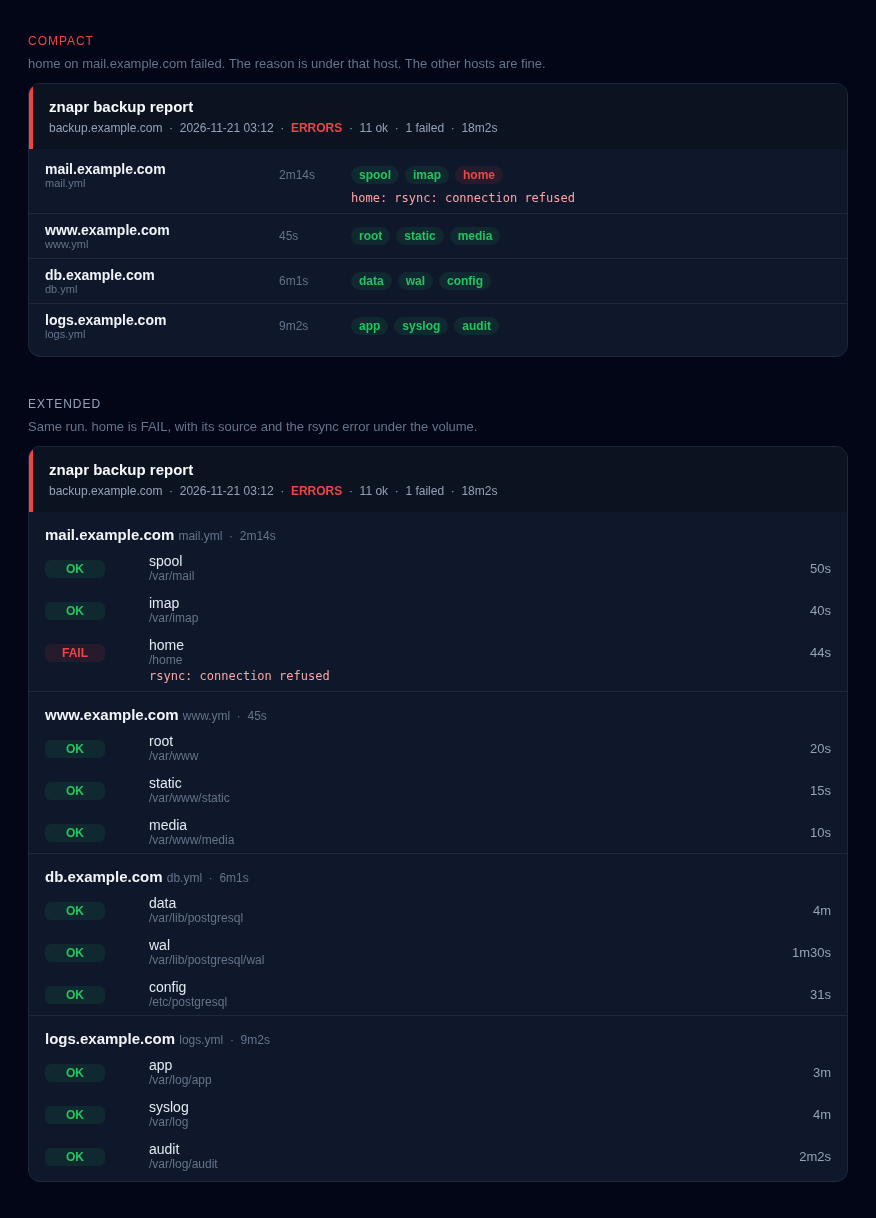 COMPACT
home on mail.example.com failed. The reason is under that host. The other hosts are fine.
znapr backup report
backup.example.com · 2026-11-21 03:12 · ERRORS · 11 ok · 1 failed · 18m2s
mail.example.com 2m14s spool imap home
mail.yml
home: rsync: connection refused
www.example.com 45s root static media
www.yml
db.example.com 6m1s data wal config
db.yml
logs.example.com 9m2s app syslog audit
logs.yml
EXTENDED
Same run. home is FAIL, with its source and the rsync error under the volume.
znapr backup report
backup.example.com · 2026-11-21 03:12 · ERRORS · 11 ok · 1 failed · 18m2s
mail.example.com mail.yml · 2m14s
OK spool 50s
/var/mail
OK imap 40s
/var/imap
FAIL home 44s
/home
rsync: connection refused
www.example.com www.yml · 45s
OK root 20s
/var/www
OK static 15s
/var/www/static
OK media 10s
/var/www/media
db.example.com db.yml · 6m1s
OK data 4m
/var/lib/postgresql
OK wal 1m30s
/var/lib/postgresql/wal
OK config 31s
/etc/postgresql
logs.example.com logs.yml · 9m2s
OK app 3m
/var/log/app
OK syslog 4m
/var/log
OK audit 2m2s
/var/log/audit